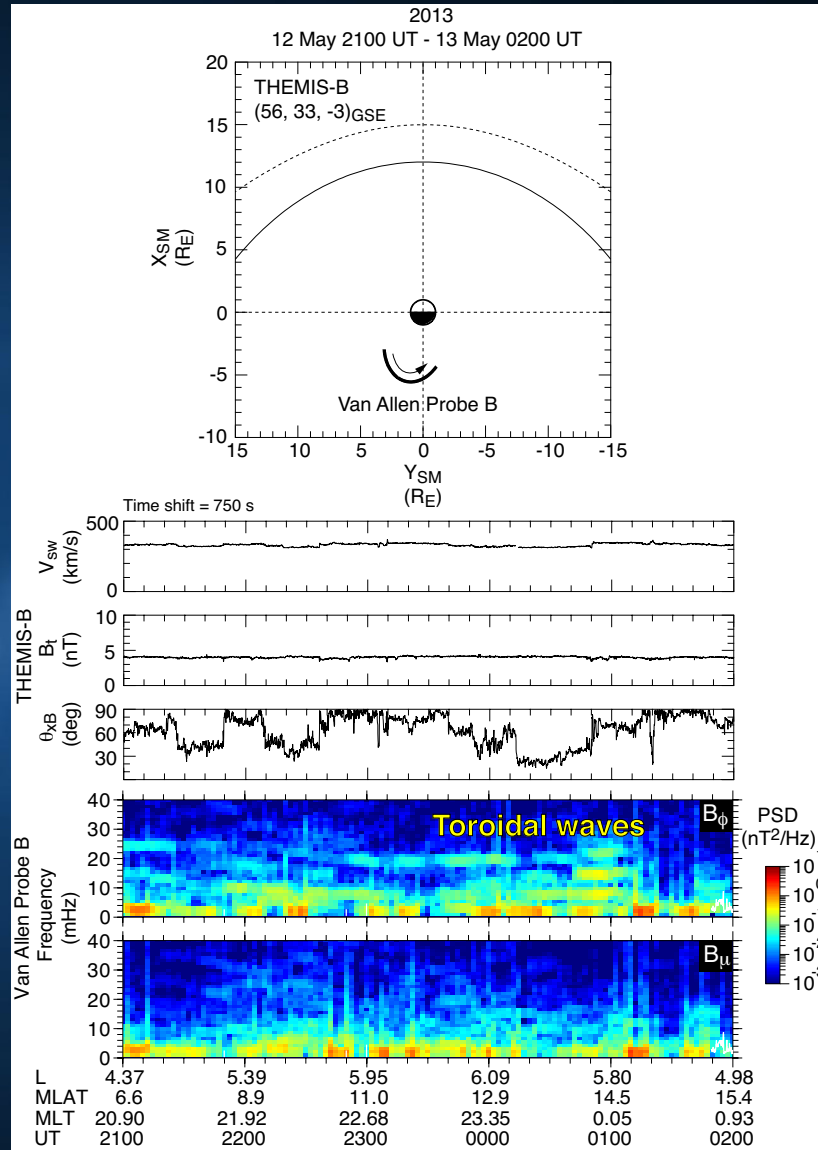 2013
12 May 2100 UT - 13 May 0200 UT
THEMIS-B
(56, 33, -3)GSE
20
15
10
5
0
-5
-10
XSM
(RE)
Van Allen Probe B
15 10 5 0 -5 -10 -15
YSM
(RE)
Time shift = 750 s
500
0
VSW
(km/s)
THEMIS-B
10
5
0
Bt
(nT)
90
60
30
θXB
(deg)
Van Allen Probe B
Frequency
(mHz)
40
30
20
10
0
Toroidal waves
Bϕ
PSD
(nT2/Hz)
10
10
10
10
10
40
30
20
10
0
Bμ
L 4.37 5.39 5.95 6.09 5.80 4.98
MLAT 6.6 8.9 11.0 12.9 14.5 15.4
MLT 20.90 21.92 22.68 23.35 0.05 0.93
UT 2100 2200 2300 0000 0100 0200